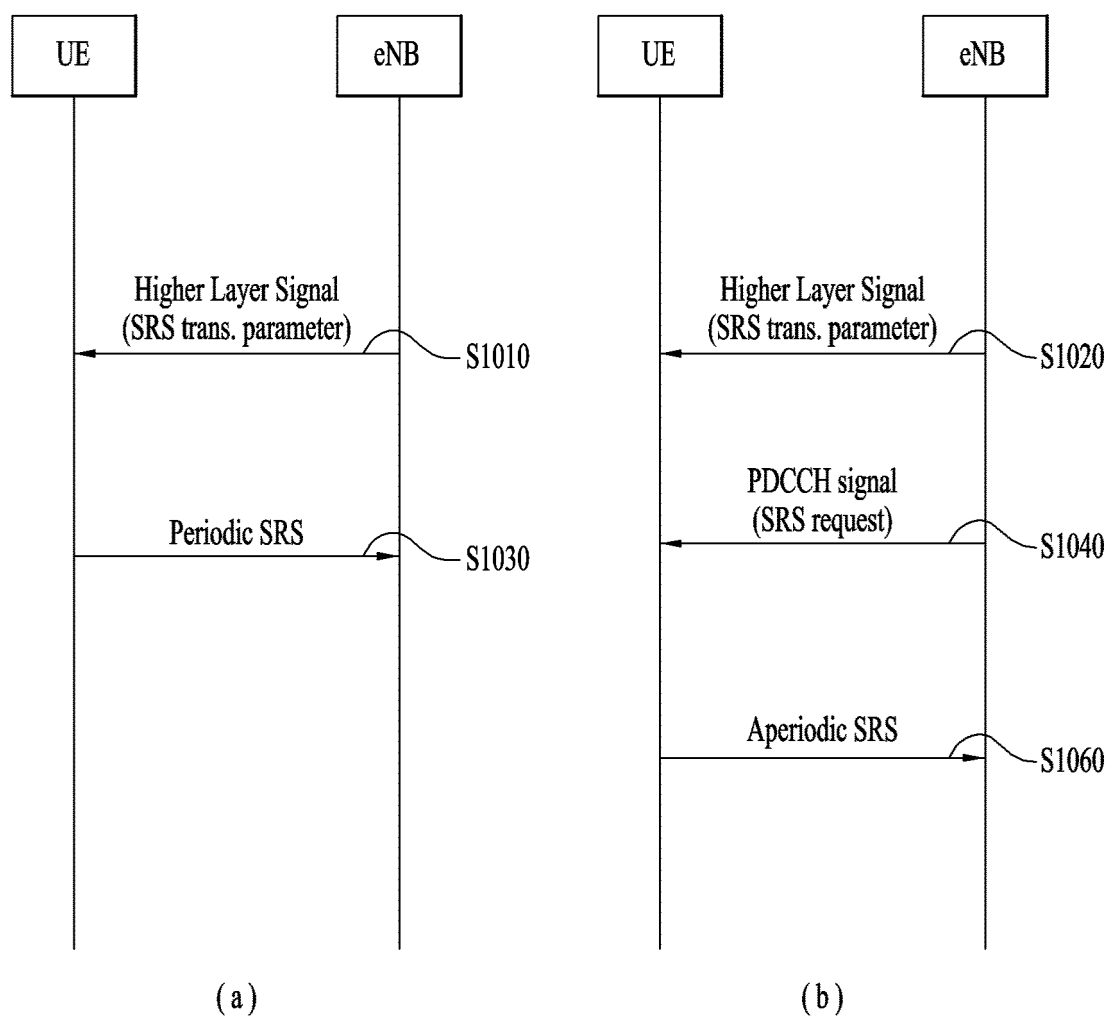 UE
eNB
Higher Layer Signal
(SRS trans. parameter)
S1010
Periodic SRS
S1030
(a)
UE
eNB
Higher Layer Signal
(SRS trans. parameter)
S1020
PDCCH signal
(SRS request)
S1040
Aperiodic SRS
S1060
(b)